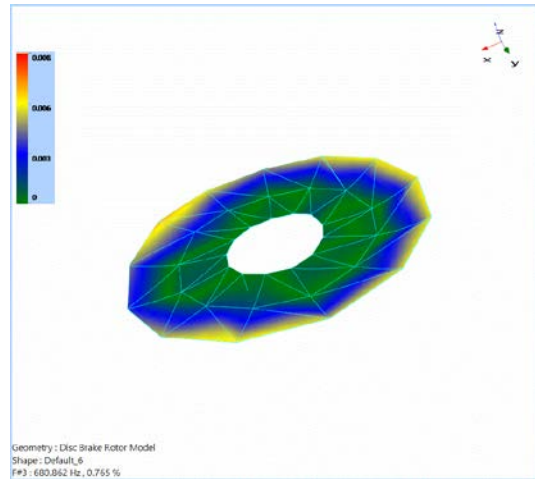 Z
X
Y
0.008
0.006
0.003
0
Geometry : Disc Brake Rotor Model
Shape : Default_6
F#3 : 680.862 Hz , 0.765 %